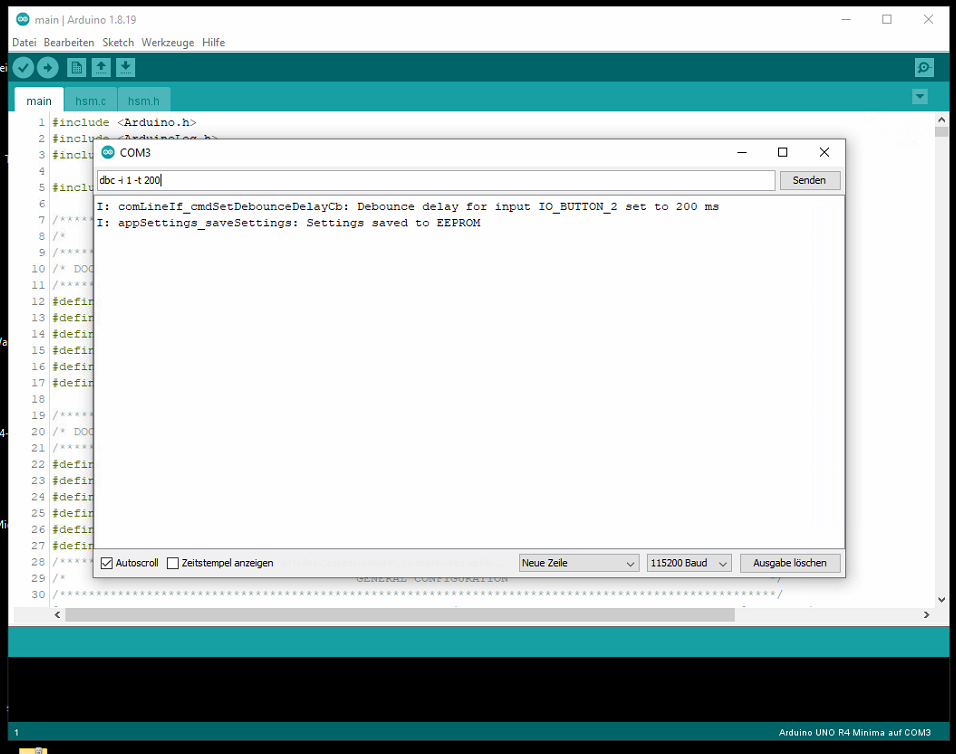 main | Arduino 1.8.19
Datei Bearbeiten Sketch Werkzeuge Hilfe
main hsm.c hsm.h
1 #include <Arduino.h>
2 #include <ArduinoLog.h>
3 #inclu
4
5 #inclu
6
7 /*****
8 /*
9 /*****
10 /* DOC
11 /*****
12 #defin
13 #defin
14 #defin
15 #defin
16 #defin
17 #defin
18
19 /*****
20 /* DOC
21 /*****
22 #defin
23 #defin
24 #defin
25 #defin
26 #defin
27 #defin
28 /*****
29 /* GENERAL CONFIGURATION */
30 /****************************************************************************************************/
COM3
dbc -i 1 -t 200
Senden
I: comLineIf_cmdSetDebounceDelayCb: Debounce delay for input IO_BUTTON_2 set to 200 ms
I: appSettings_saveSettings: Settings saved to EEPROM
Autoscroll Zeitstempel anzeigen Neue Zeile 115200 Baud Ausgabe löschen
1 Arduino UNO R4 Minima auf COM3